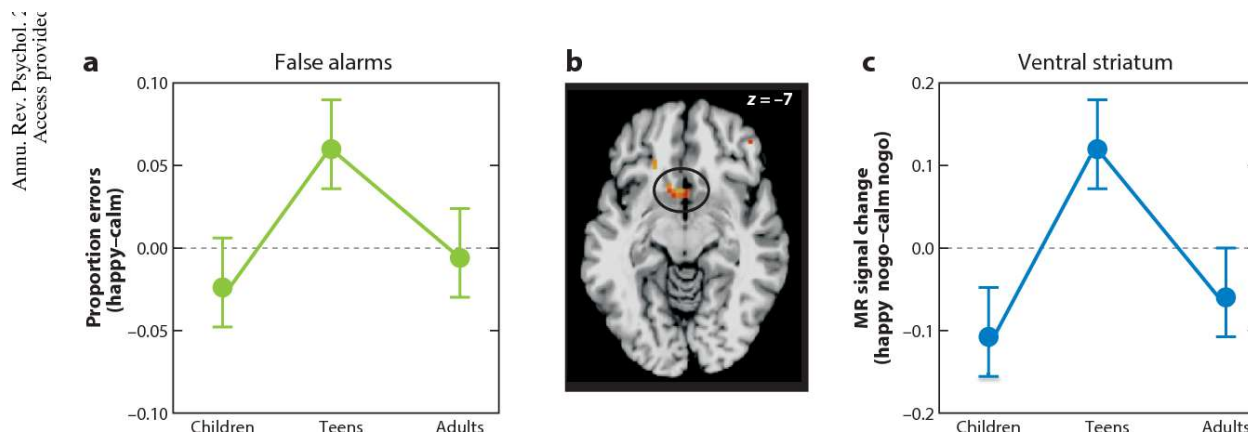 Annu. Rev. Psychol.
Access provided
a
False alarms
Proportion errors
(happy–calm)
0.10
0.05
0.00
–0.05
–0.10
Children Teens Adults
b
z = –7
c
Ventral striatum
MR signal change
(happy nogo–calm nogo)
0.2
0.1
0.0
–0.1
–0.2
Children Teens Adults